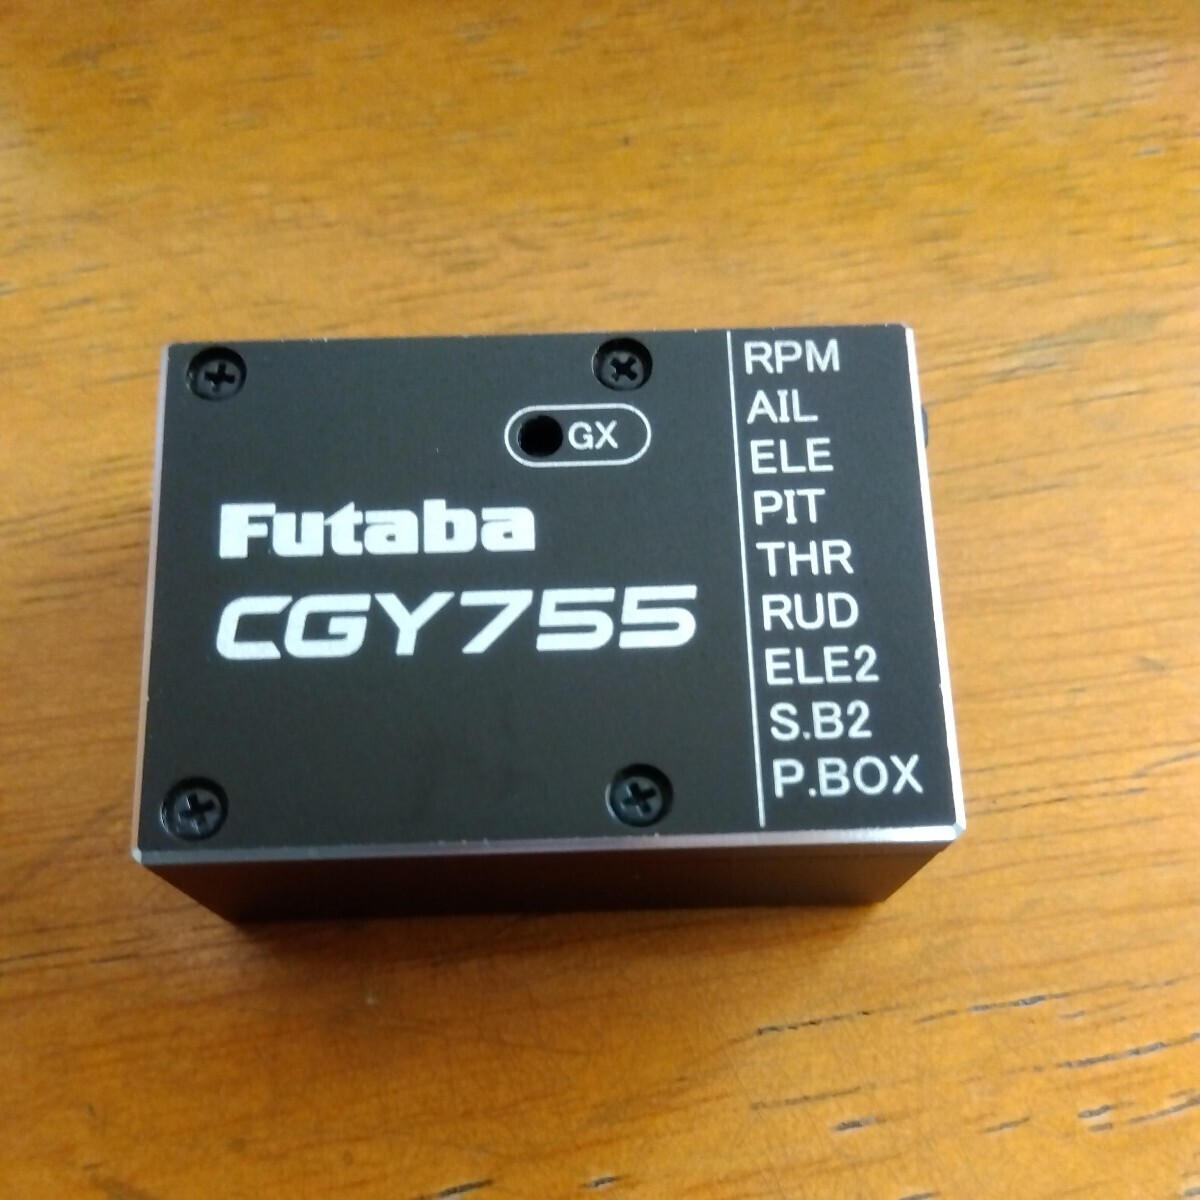 GX
Futaba
CGY755
RPM
AIL
ELE
PIT
THR
RUD
ELE2
S.B2
P.BOX